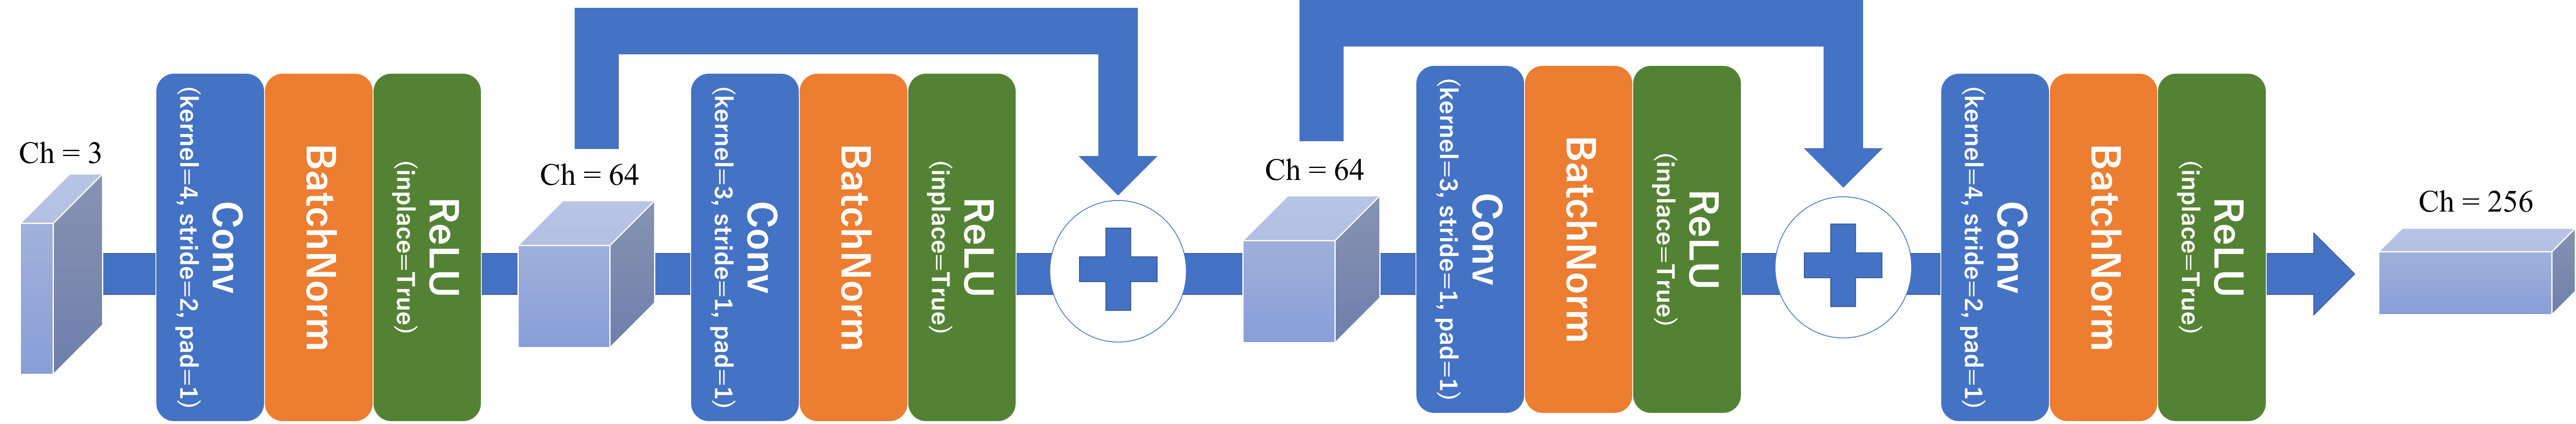 Ch = 3
Conv
(kernel=4, stride=2, pad=1)
BatchNorm
ReLU
(inplace=True)
Ch = 64
Conv
(kernel=3, stride=1, pad=1)
BatchNorm
ReLU
(inplace=True)
Ch = 64
Conv
(kernel=3, stride=1, pad=1)
BatchNorm
ReLU
(inplace=True)
Conv
(kernel=4, stride=2, pad=1)
BatchNorm
ReLU
(inplace=True)
Ch = 256